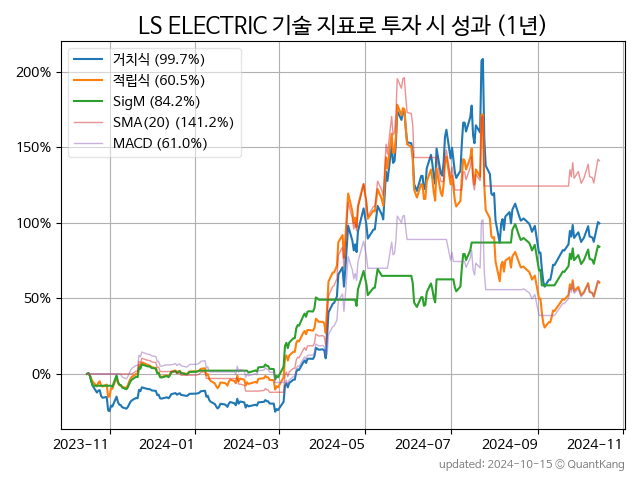 LS ELECTRIC 기술 지표로 투자 시 성과 (1년)
거치식 (99.7%)
적립식 (60.5%)
SigM (84.2%)
SMA(20) (141.2%)
MACD (61.0%)
200%
150%
100%
50%
0%
2023-11 2024-01 2024-03 2024-05 2024-07 2024-09 2024-11
updated: 2024-10-15 © QuantKang